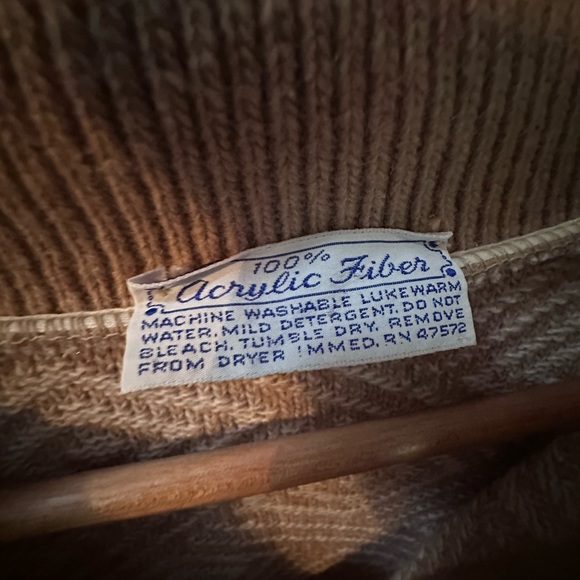 100%
Acrylic Fiber
MACHINE WASHABLE LUKEWARM
WATER. MILD DETERGENT. DO NOT
BLEACH. TUMBLE DRY. REMOVE
FROM DRYER IMMED. RN 47572